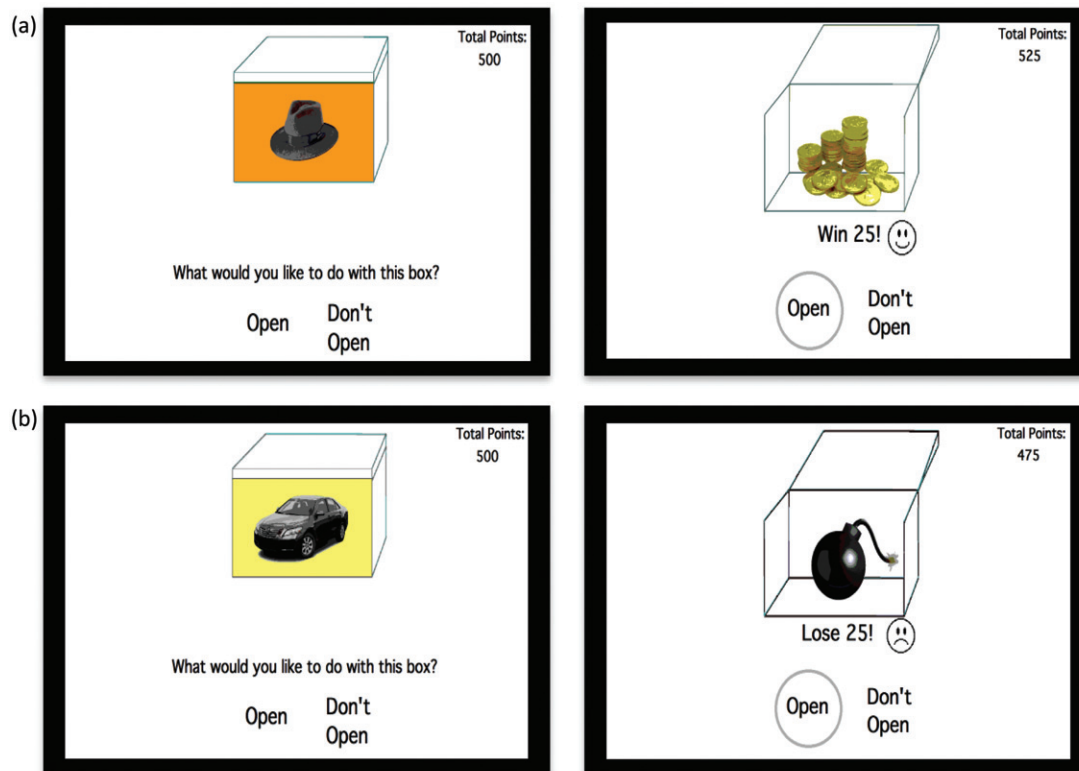 (a)
Total Points:
500
What would you like to do with this box?
Open
Don't
Open
Total Points:
525
Win 25!
Open
Don't
Open
(b)
Total Points:
500
What would you like to do with this box?
Open
Don't
Open
Total Points:
475
Lose 25!
Open
Don't
Open